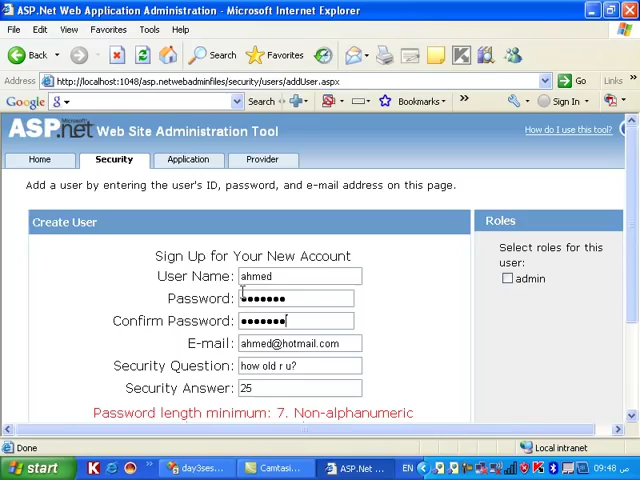 ASP.Net Web Application Administration - Microsoft Internet Explorer
File Edit View Favorites Tools Help
Back Search Favorites
Address http://localhost:1048/asp.netwebadminfiles/security/users/addUser.aspx Go Links »
Google g Search Bookmarks Sign In
Microsoft
ASP.net Web Site Administration Tool How do I use this tool? ?
Home Security Application Provider
Add a user by entering the user's ID, password, and e-mail address on this page.
Create User
Roles
Sign Up for Your New Account
Select roles for this
user:
admin
User Name: ahmed
Password: •••••••
Confirm Password: •••••••
E-mail: ahmed@hotmail.com
Security Question: how old r u?
Security Answer: 25
Password length minimum: 7. Non-alphanumeric
Done Local intranet
start day3ses... Camtasi... ASP.Net ... EN 09:48 ص